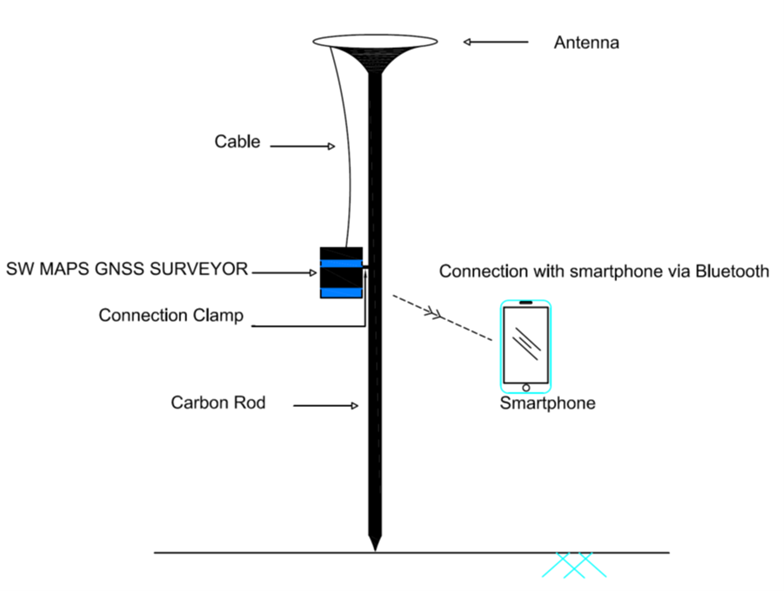 Antenna
Cable
SW MAPS GNSS SURVEYOR
Connection with smartphone via Bluetooth
Connection Clamp
Carbon Rod
Smartphone